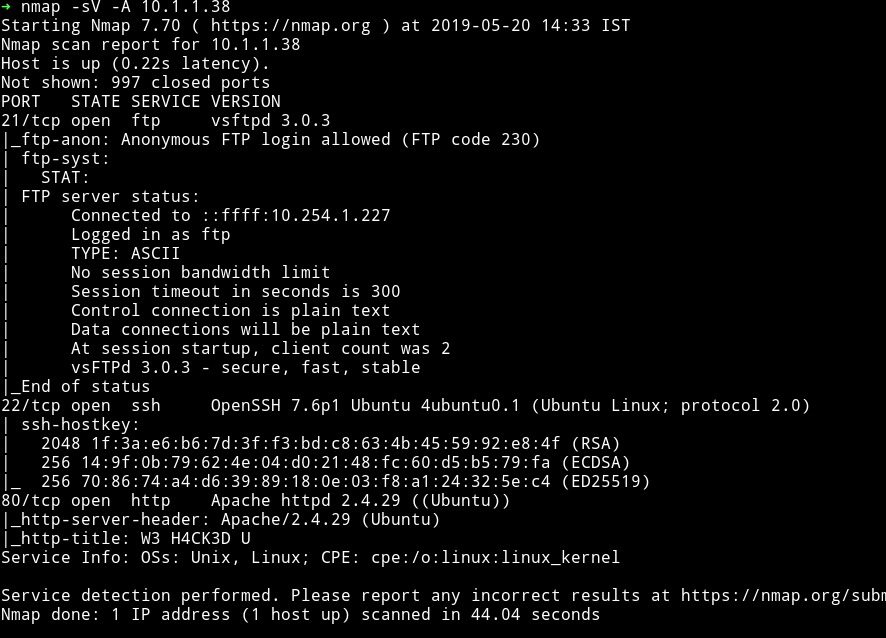 ➜ nmap -sV -A 10.1.1.38
Starting Nmap 7.70 ( https://nmap.org ) at 2019-05-20 14:33 IST
Nmap scan report for 10.1.1.38
Host is up (0.22s latency).
Not shown: 997 closed ports
PORT   STATE SERVICE VERSION
21/tcp open  ftp     vsftpd 3.0.3
|_ftp-anon: Anonymous FTP login allowed (FTP code 230)
| ftp-syst:
|   STAT:
| FTP server status:
|      Connected to ::ffff:10.254.1.227
|      Logged in as ftp
|      TYPE: ASCII
|      No session bandwidth limit
|      Session timeout in seconds is 300
|      Control connection is plain text
|      Data connections will be plain text
|      At session startup, client count was 2
|      vsFTPd 3.0.3 - secure, fast, stable
|_End of status
22/tcp open  ssh     OpenSSH 7.6p1 Ubuntu 4ubuntu0.1 (Ubuntu Linux; protocol 2.0)
| ssh-hostkey:
|   2048 1f:3a:e6:b6:7d:3f:f3:bd:c8:63:4b:45:59:92:e8:4f (RSA)
|   256 14:9f:0b:79:62:4e:04:d0:21:48:fc:60:d5:b5:79:fa (ECDSA)
|_  256 70:86:74:a4:d6:39:89:18:0e:03:f8:a1:24:32:5e:c4 (ED25519)
80/tcp open  http    Apache httpd 2.4.29 ((Ubuntu))
|_http-server-header: Apache/2.4.29 (Ubuntu)
|_http-title: W3 H4CK3D U
Service Info: OSs: Unix, Linux; CPE: cpe:/o:linux:linux_kernel

Service detection performed. Please report any incorrect results at https://nmap.org/subm
Nmap done: 1 IP address (1 host up) scanned in 44.04 seconds